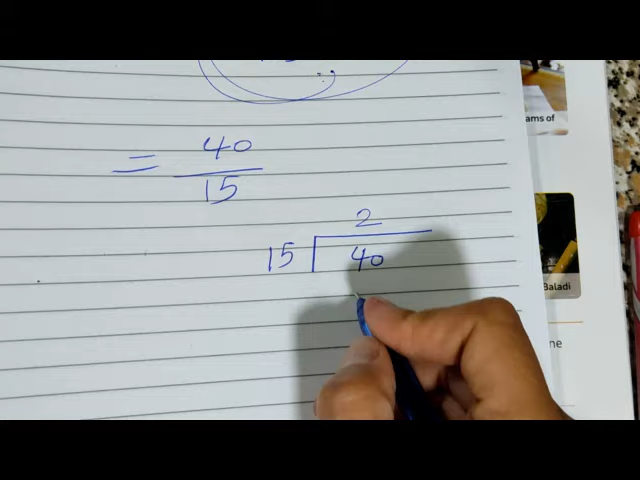 ams of
= 40
15
2
15 40
Baladi
ne